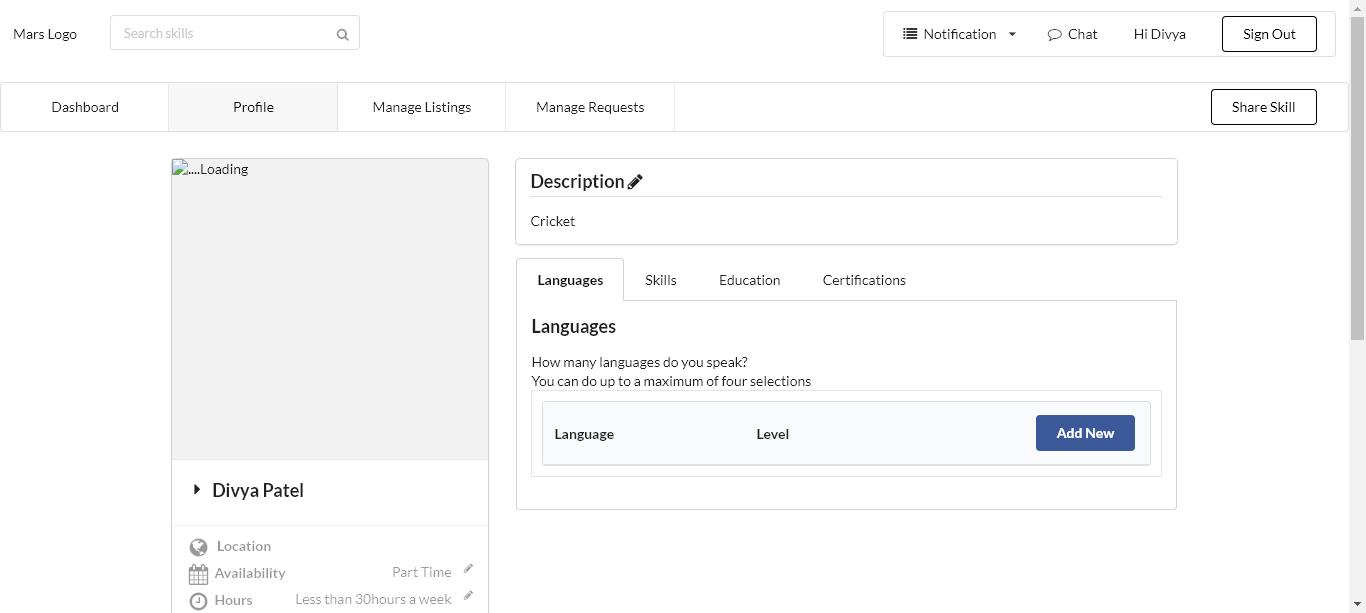 Mars Logo
Search skills
Notification
Chat
Hi Divya
Sign Out
Dashboard
Profile
Manage Listings
Manage Requests
Share Skill
....Loading
Divya Patel
Location
Availability
Part Time
Hours
Less than 30hours a week
Description
Cricket
Languages
Skills
Education
Certifications
Languages
How many languages do you speak?
You can do up to a maximum of four selections
Language
Level
Add New